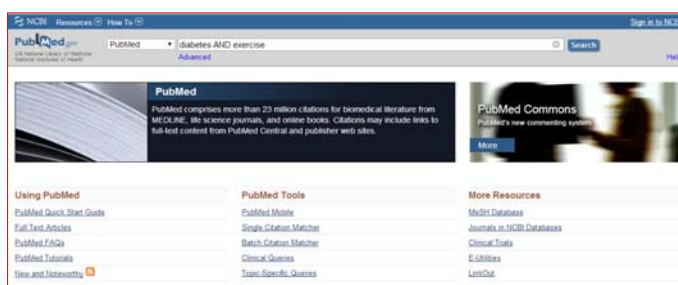 NCBI Resources How To Sign in to NCBI
PubMed.gov PubMed diabetes AND exercise Search
US National Library of Medicine
National Institutes of Health
Advanced Hel
PubMed
PubMed comprises more than 23 million citations for biomedical literature from
MEDLINE, life science journals, and online books. Citations may include links to
full-text content from PubMed Central and publisher web sites.
PubMed Commons
PubMed's new commenting system
More
Using PubMed
PubMed Quick Start Guide
Full Text Articles
PubMed FAQs
PubMed Tutorials
New and Noteworthy
PubMed Tools
PubMed Mobile
Single Citation Matcher
Batch Citation Matcher
Clinical Queries
Topic-Specific Queries
More Resources
MeSH Database
Journals in NCBI Databases
Clinical Trials
E-Utilities
LinkOut